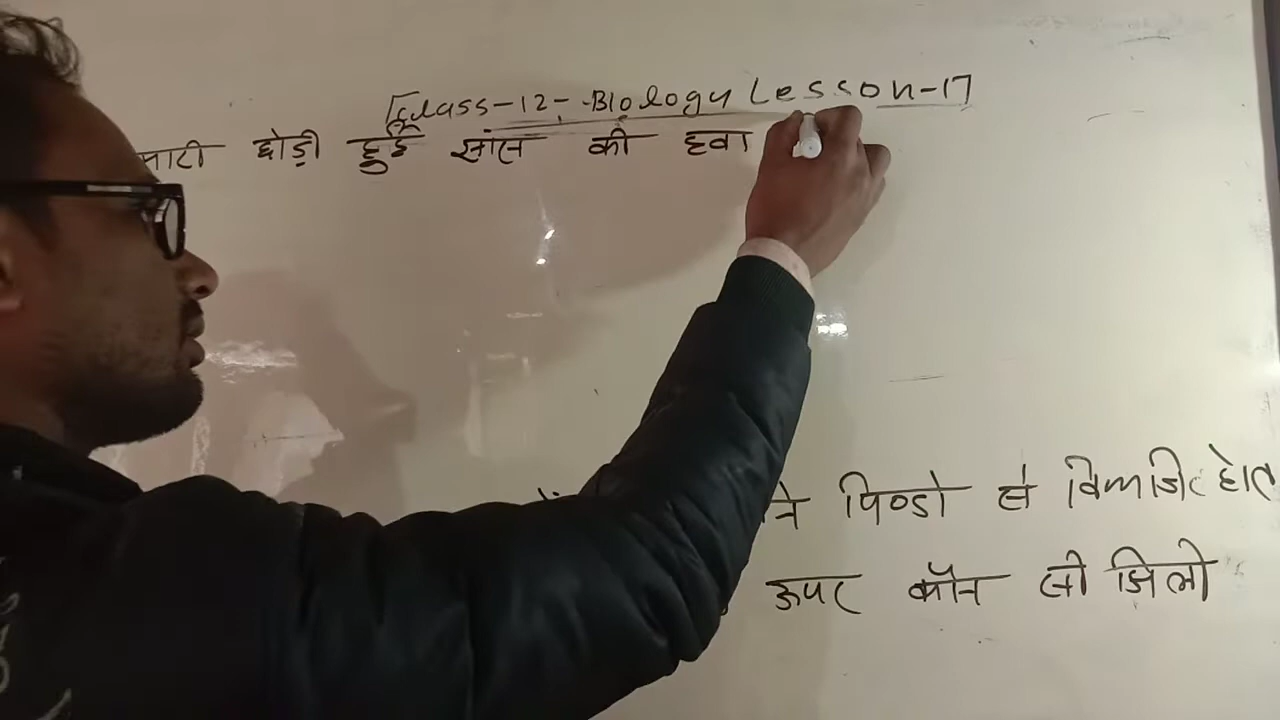 Class-12-Biology Lesson-17
छोड़ी हुई सांस की हवा
ने पिण्डो से विभाजित होत
ऊपर कॉन सी झिली